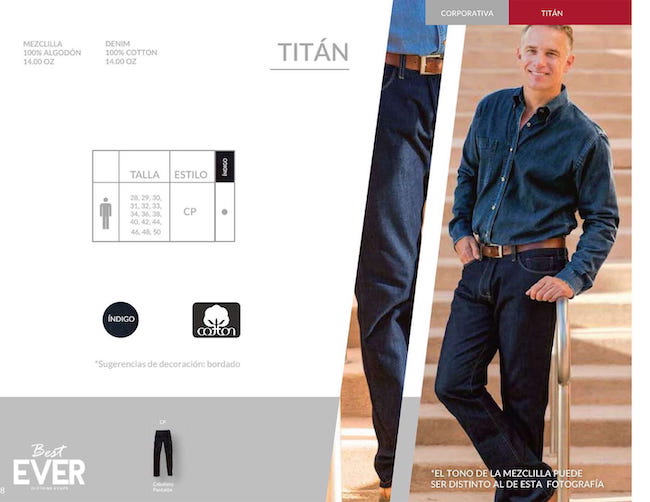 CORPORATIVA
TITÁN
MEZCLILLA
100% ALGODÓN
14.00 OZ
DENIM
100% COTTON
14.00 OZ
TITÁN
TALLA
ESTILO
ÍNDIGO
28, 29, 30,
31, 32, 33,
34, 36, 38,
40, 42, 44,
46, 48, 50
CP
ÍNDIGO
cotton
*Sugerencias de decoración: bordado
CP
Caballero
Pantalón
Best
EVER
8
*EL TONO DE LA MEZCLILLA PUEDE
SER DISTINTO AL DE ESTA FOTOGRAFÍA